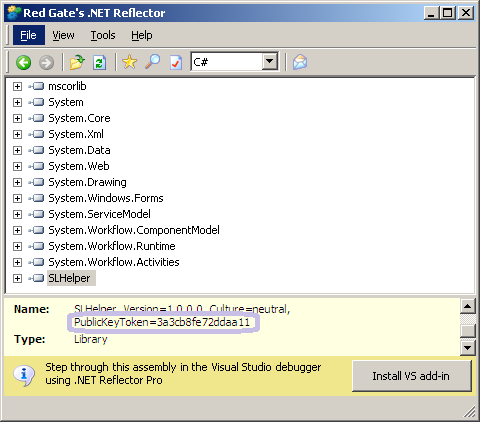 Red Gate's .NET Reflector
File View Tools Help
C#
mscorlib
System
System.Core
System.Xml
System.Data
System.Web
System.Drawing
System.Windows.Forms
System.ServiceModel
System.Workflow.ComponentModel
System.Workflow.Runtime
System.Workflow.Activities
SLHelper
Name: SLHelper, Version=1.0.0.0, Culture=neutral,
PublicKeyToken=3a3cb8fe72ddaa11
Type: Library
Step through this assembly in the Visual Studio debugger
using .NET Reflector Pro
Install VS add-in